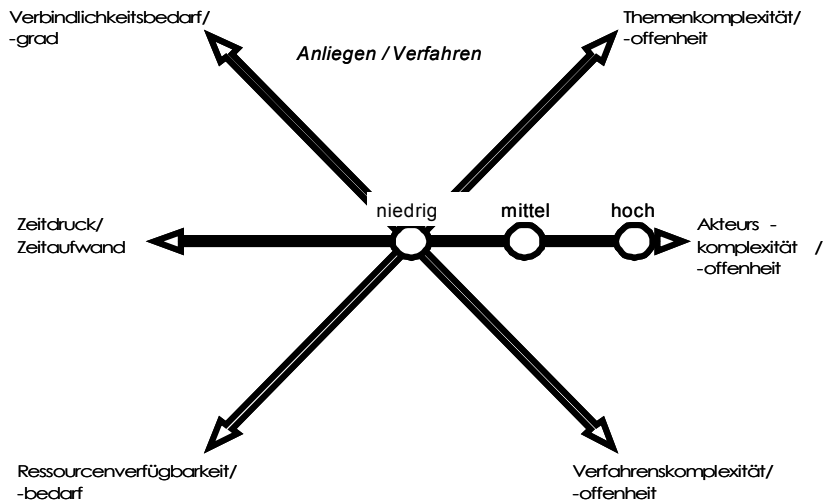 Verbindlichkeitsbedarf/
-grad
Anliegen / Verfahren
Themenkomplexität/
-offenheit
niedrig
mittel
hoch
Zeitdruck/
Zeitaufwand
Akteurs -
komplexität /
-offenheit
Ressourcenverfügbarkeit/
-bedarf
Verfahrenskomplexität/
-offenheit